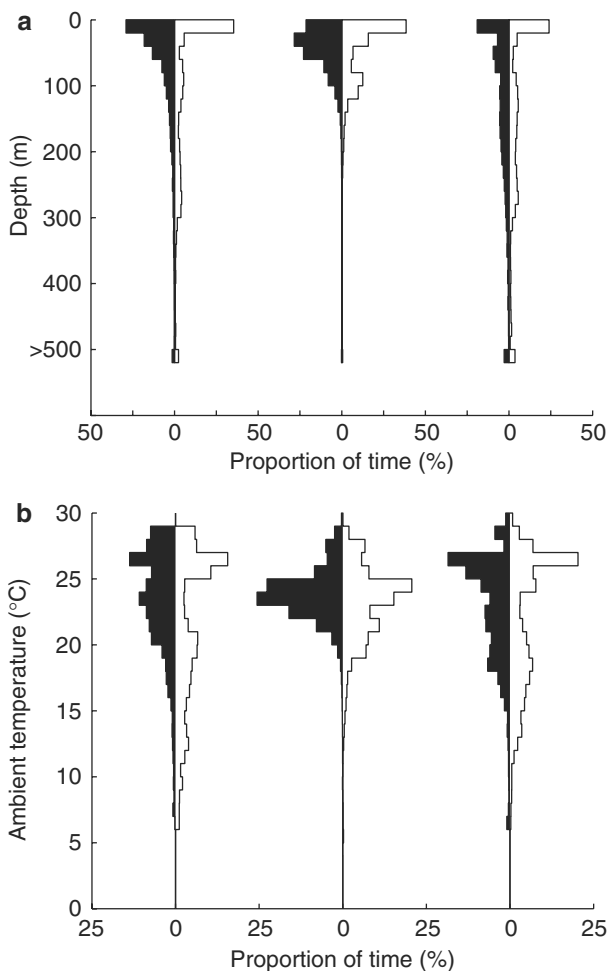 a
0
100
200
300
400
>500
Depth (m)
50 0 50 0 50 0 50
Proportion of time (%)
b
30
25
20
15
10
5
0
Ambient temperature (°C)
25 0 25 0 25 0 25
Proportion of time (%)